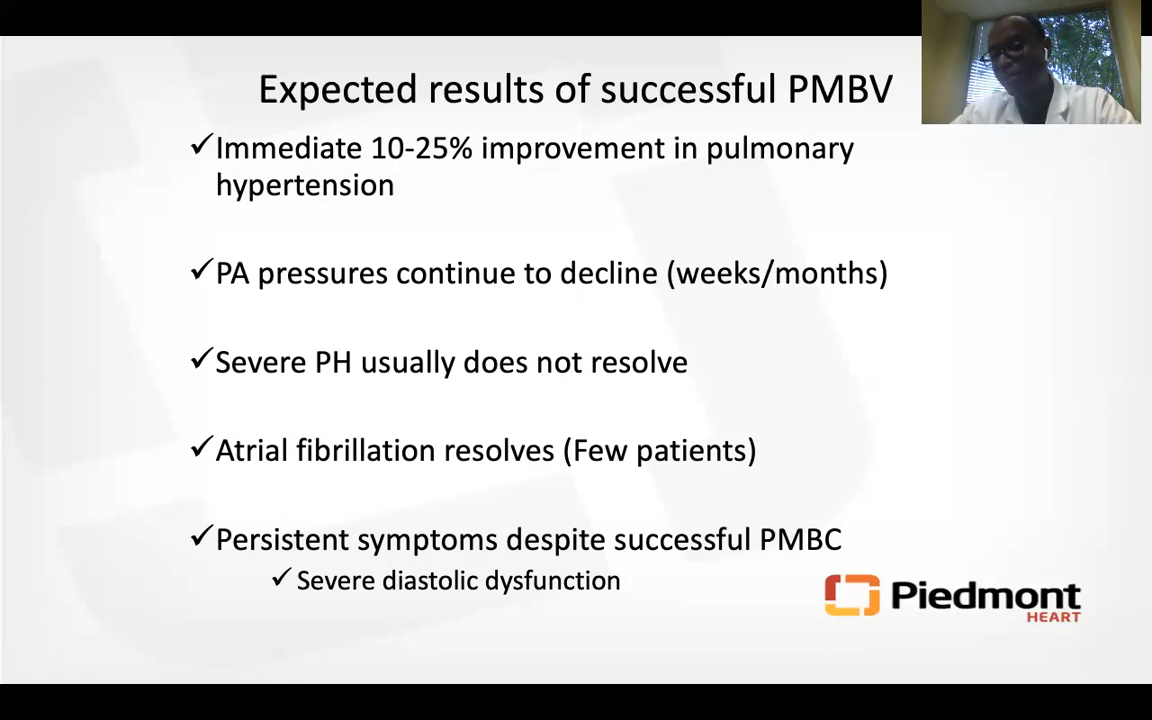 Expected results of successful PMBV
✓Immediate 10-25% improvement in pulmonary
hypertension
✓PA pressures continue to decline (weeks/months)
✓Severe PH usually does not resolve
✓Atrial fibrillation resolves (Few patients)
✓Persistent symptoms despite successful PMBC
✓Severe diastolic dysfunction
Piedmont
HEART